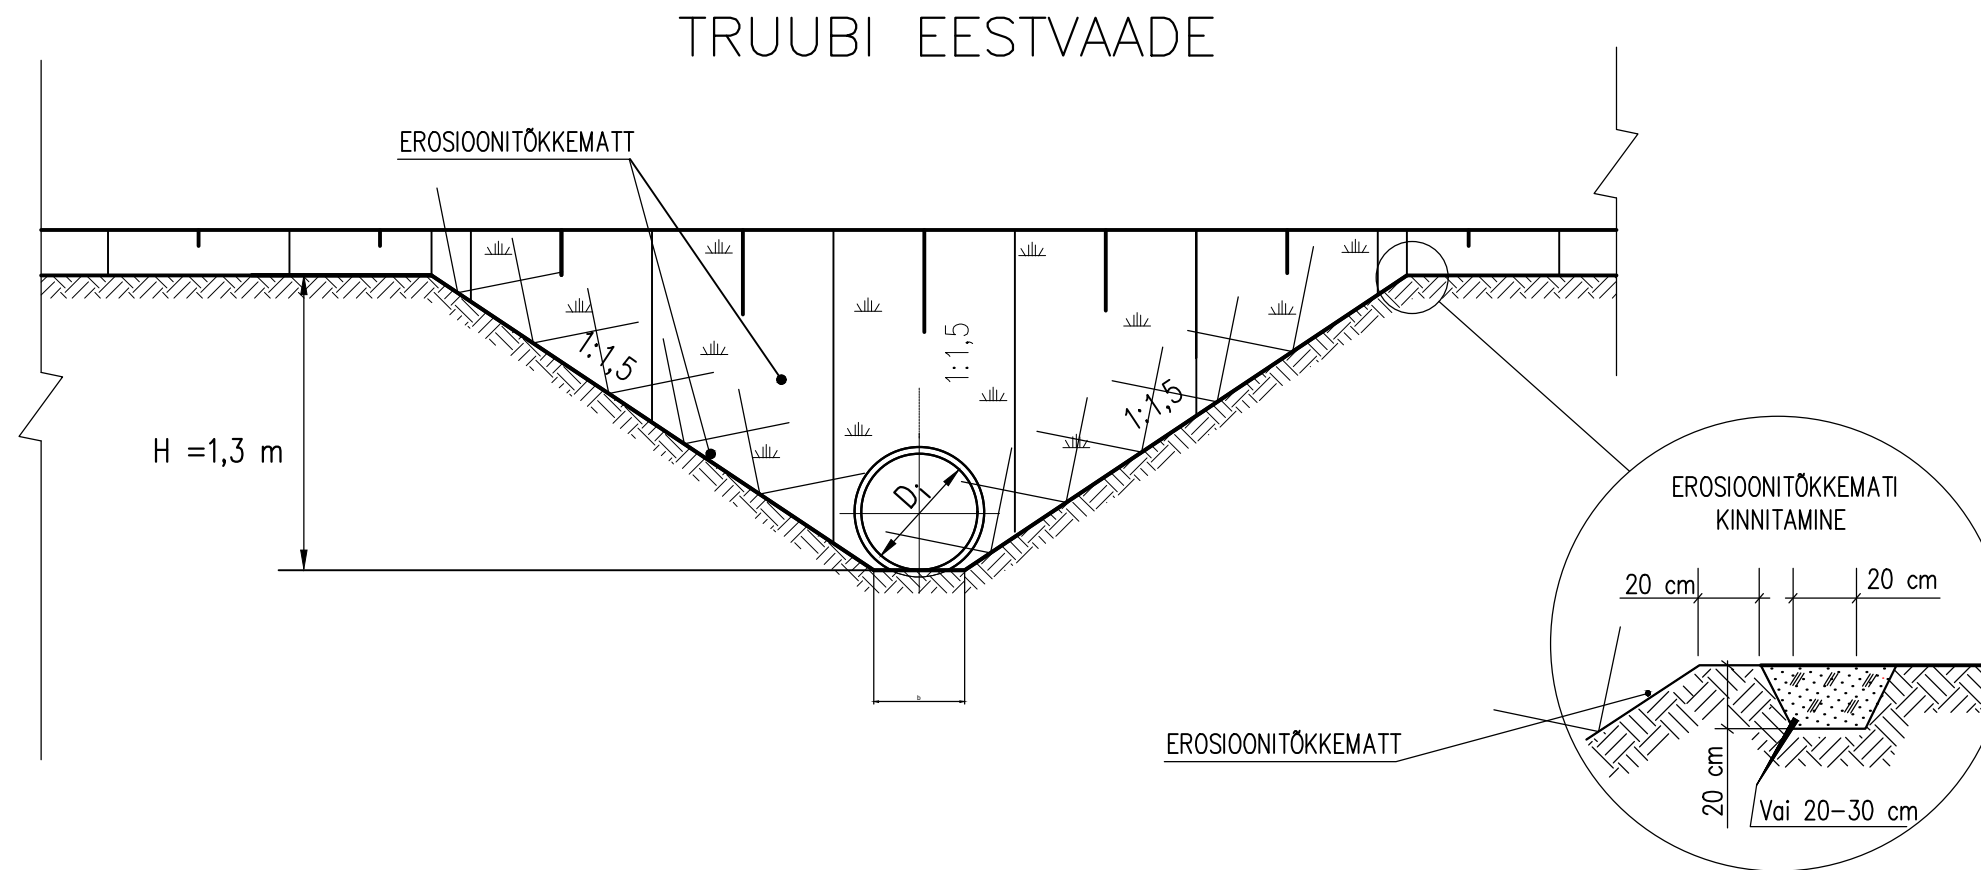 TRUUBI EESTVAADE
EROSIOONITÕKKEMATT
1:1,5
1:1,5
1:1,5
H =1,3 m
Di
b
EROSIOONITÕKKEMATI
KINNITAMINE
20 cm
20 cm
EROSIOONITÕKKEMATT
20 cm
Vai 20-30 cm